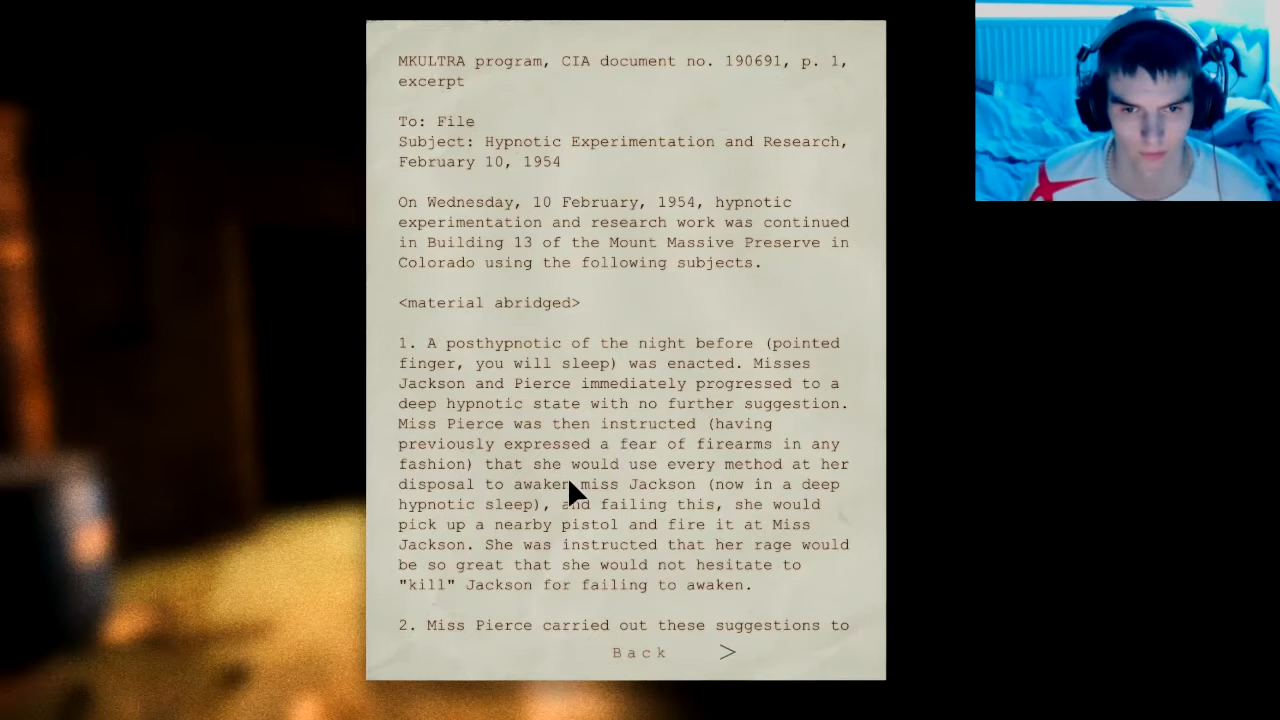 MKULTRA program, CIA document no. 190691, p. 1,
excerpt
To: File
Subject: Hypnotic Experimentation and Research,
February 10, 1954
On Wednesday, 10 February, 1954, hypnotic
experimentation and research work was continued
in Building 13 of the Mount Massive Preserve in
Colorado using the following subjects.
<material abridged>
1. A posthypnotic of the night before (pointed
finger, you will sleep) was enacted. Misses
Jackson and Pierce immediately progressed to a
deep hypnotic state with no further suggestion.
Miss Pierce was then instructed (having
previously expressed a fear of firearms in any
fashion) that she would use every method at her
disposal to awaken miss Jackson (now in a deep
hypnotic sleep), and failing this, she would
pick up a nearby pistol and fire it at Miss
Jackson. She was instructed that her rage would
be so great that she would not hesitate to
"kill" Jackson for failing to awaken.
2. Miss Pierce carried out these suggestions to
Back >